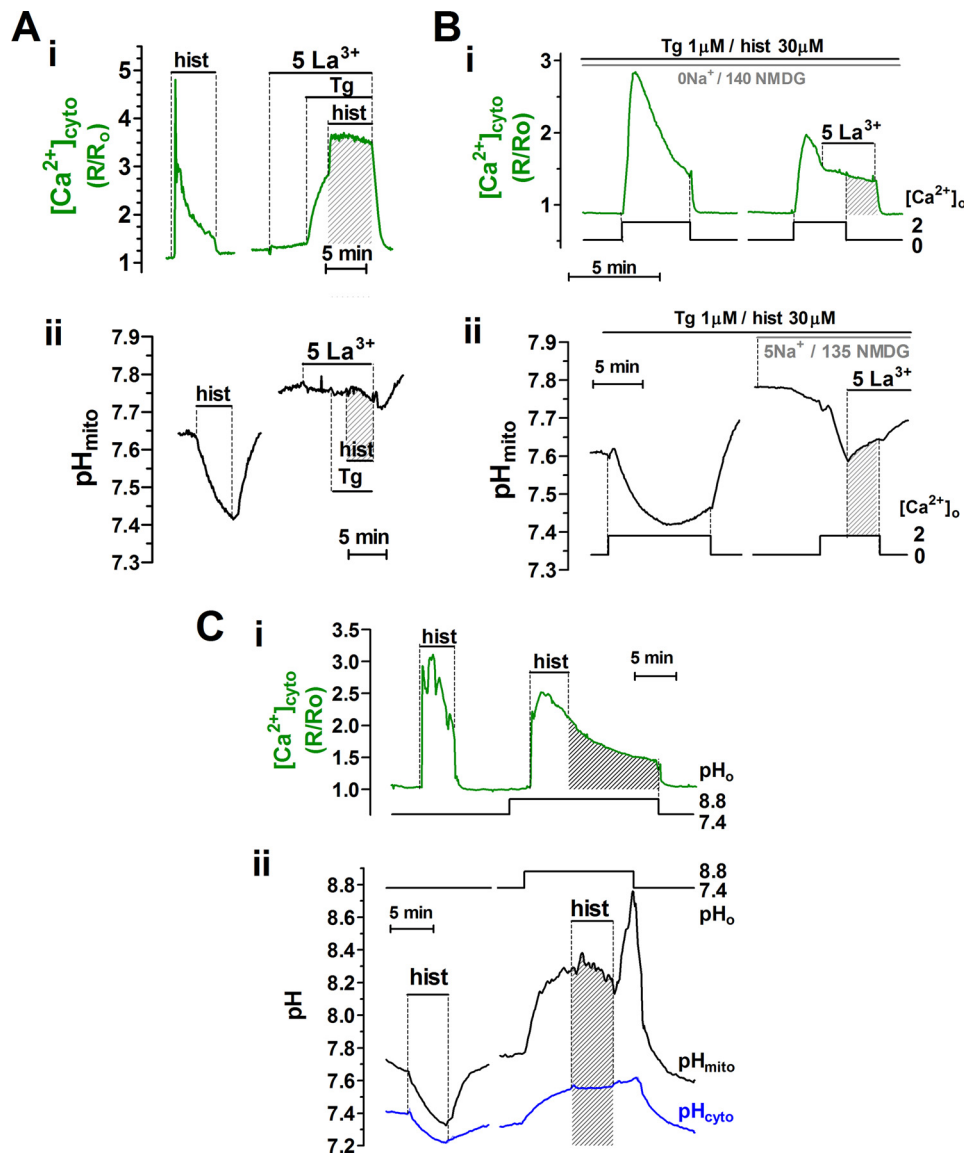 A
i
hist
5 La3+
Tg
hist
[Ca2+]cyto
(R/Ro)
5
4
3
2
1
5 min
ii
7.9
7.8
7.7
7.6
7.5
7.4
7.3
pHmito
hist
5 La3+
hist
Tg
5 min
B
i
Tg 1μM / hist 30μM
0Na+ / 140 NMDG
[Ca2+]cyto
(R/Ro)
3
2
1
5 La3+
[Ca2+]o
2
0
5 min
ii
Tg 1μM / hist 30μM
5Na+ / 135 NMDG
5 La3+
5 min
7.9
7.8
7.7
7.6
7.5
7.4
7.3
pHmito
[Ca2+]o
2
0
C
i
[Ca2+]cyto
(R/Ro)
3.5
3.0
2.5
2.0
1.5
1.0
hist
hist
5 min
pHo
8.8
7.4
ii
8.8
7.4
pHo
5 min
hist
hist
pH
8.8
8.4
8.2
8.0
7.8
7.6
7.4
7.2
pHmito
pHcyto